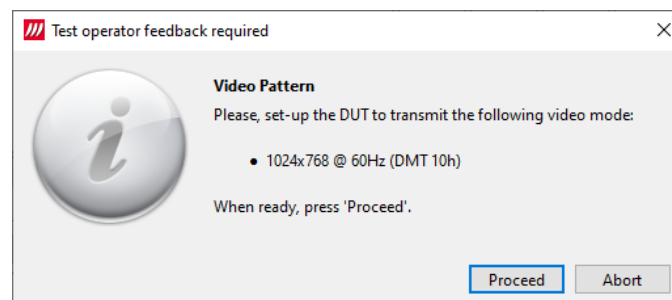 Test operator feedback required
Video Pattern
Please, set-up the DUT to transmit the following video mode:
• 1024x768 @ 60Hz (DMT 10h)
When ready, press 'Proceed'.
Proceed
Abort